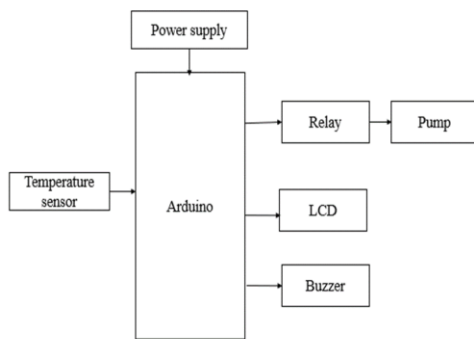 Power supply
Relay
Pump
Temperature
sensor
Arduino
LCD
Buzzer